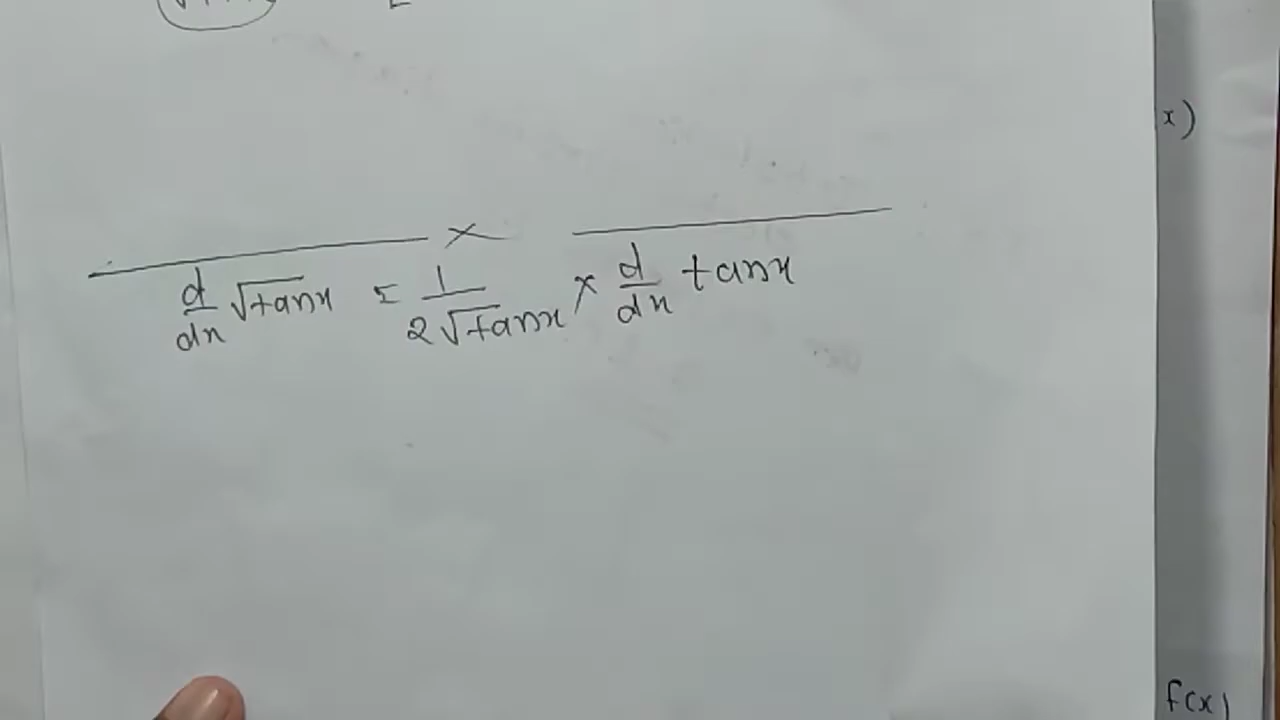 x)
×
d/dx √tanx = 1/2√tanx × d/dx tanx
f(x)